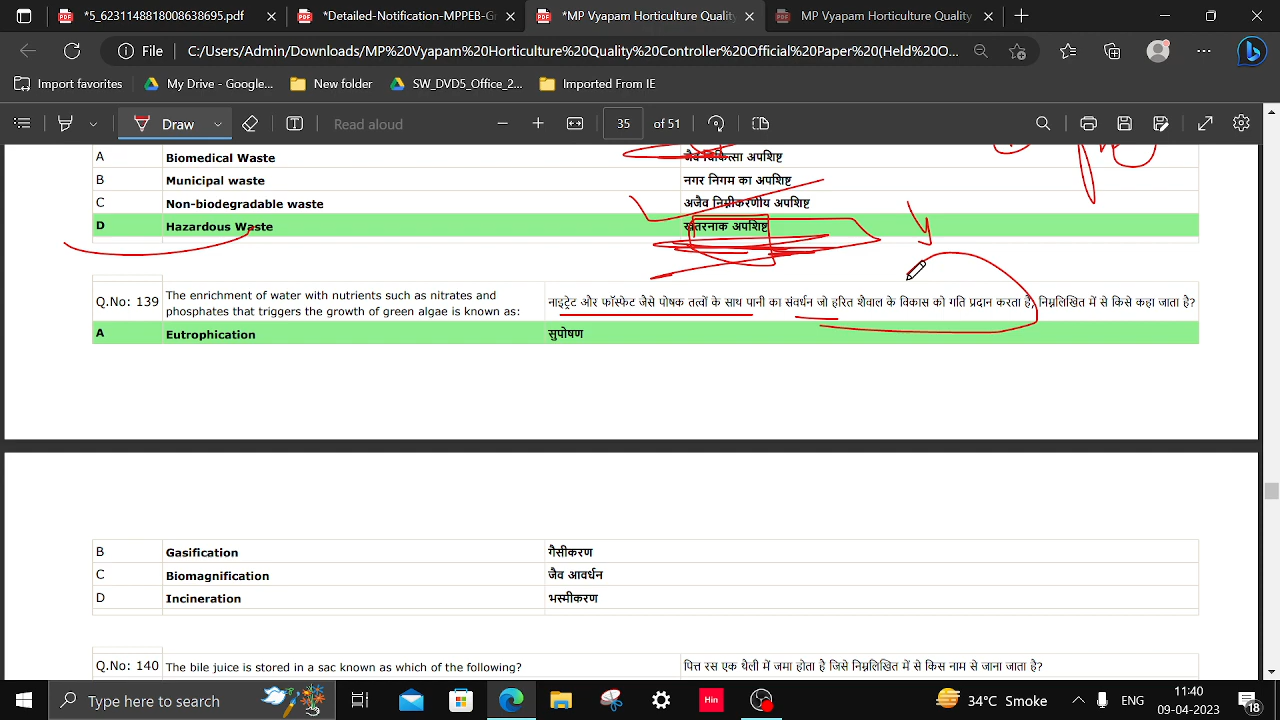 *5_6231148818008638695.pdf
*Detailed-Notification-MPPEB-G
*MP Vyapam Horticulture Quality
MP Vyapam Horticulture Quality
File
C:/Users/Admin/Downloads/MP%20Vyapam%20Horticulture%20Quality%20Controller%20Official%20Paper%20(Held%20O...
Import favorites
My Drive - Google...
New folder
SW_DVD5_Office_2...
Imported From IE
Draw
Read aloud
35
of 51
A Biomedical Waste जैव चिकित्सा अपशिष्ट
B Municipal waste नगर निगम का अपशिष्ट
C Non-biodegradable waste अजैव निम्नीकरणीय अपशिष्ट
D Hazardous Waste खतरनाक अपशिष्ट
Q.No: 139 The enrichment of water with nutrients such as nitrates and
phosphates that triggers the growth of green algae is known as:
नाइट्रेट और फॉस्फेट जैसे पोषक तत्वों के साथ पानी का संवर्धन जो हरित शैवाल के विकास को गति प्रदान करता है, निम्नलिखित में से किसे कहा जाता है?
A Eutrophication सुपोषण
B Gasification गैसीकरण
C Biomagnification जैव आवर्धन
D Incineration भस्मीकरण
Q.No: 140 The bile juice is stored in a sac known as which of the following? पित्त रस एक थैली में जमा होता है जिसे निम्नलिखित में से किस नाम से जाना जाता है?
Type here to search
Hin
34°C Smoke
ENG
11:40
09-04-2023
18